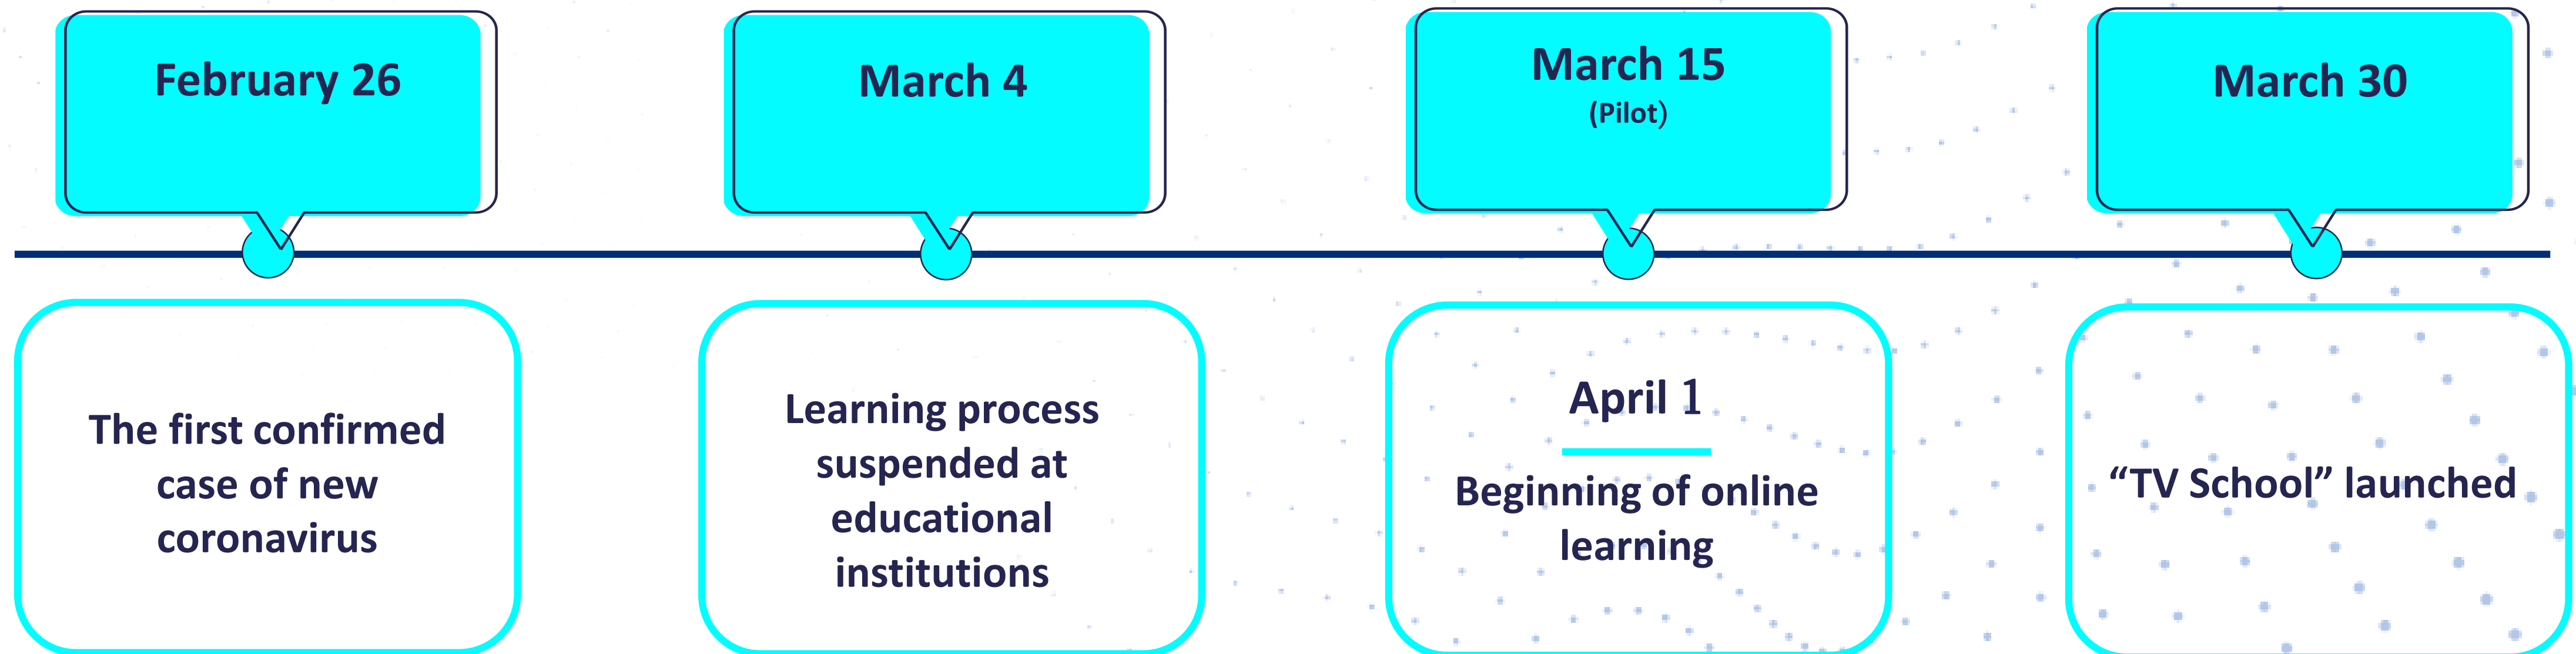 February 26
March 4
March 15
(Pilot)
March 30
The first confirmed
case of new
coronavirus
Learning process
suspended at
educational
institutions
April 1
Beginning of online
learning
“TV School” launched